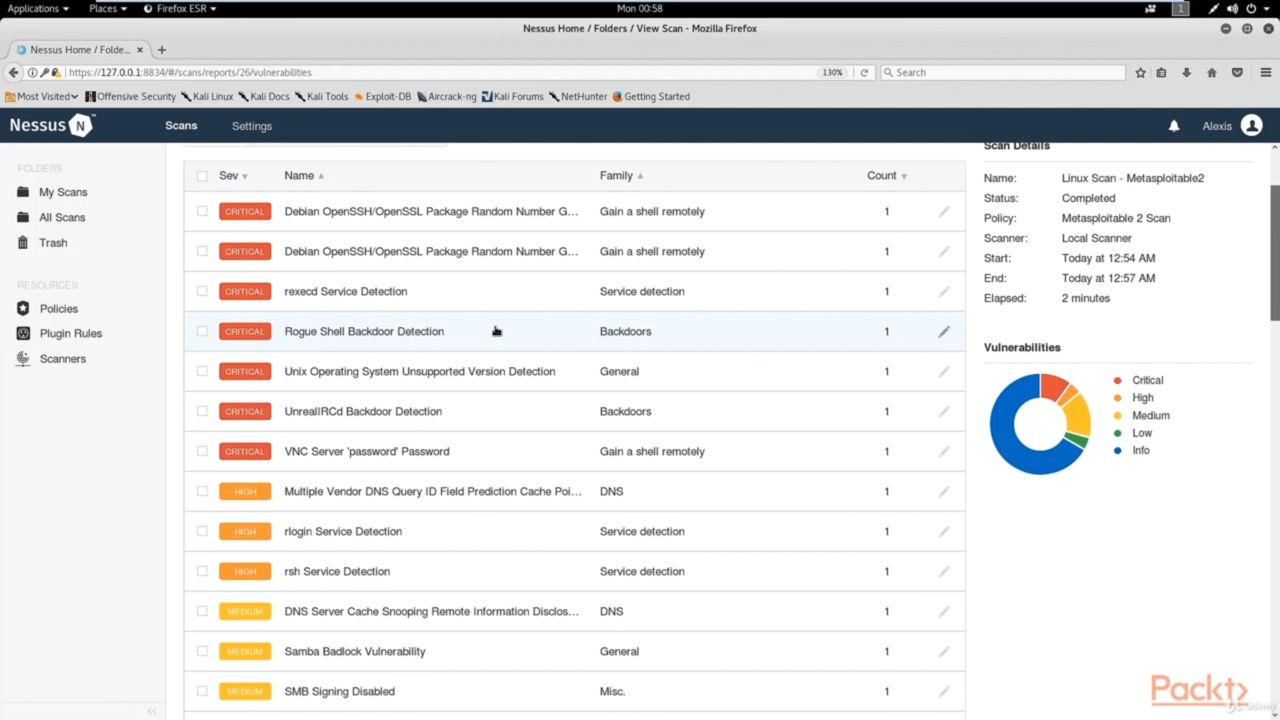 Applications Places Firefox ESR Mon 00:58 1
Nessus Home / Folders / View Scan - Mozilla Firefox
Nessus Home / Folde...
https://127.0.0.1:8834/#/scans/reports/26/vulnerabilities 130% Search
Most Visited Offensive Security Kali Linux Kali Docs Kali Tools Exploit-DB Aircrack-ng Kali Forums NetHunter Getting Started
Nessus N Scans Settings Alexis
FOLDERS
My Scans
All Scans
Trash
RESOURCES
Policies
Plugin Rules
Scanners
Sev Name Family Count
CRITICAL Debian OpenSSH/OpenSSL Package Random Number G... Gain a shell remotely 1
CRITICAL Debian OpenSSH/OpenSSL Package Random Number G... Gain a shell remotely 1
CRITICAL rexecd Service Detection Service detection 1
CRITICAL Rogue Shell Backdoor Detection Backdoors 1
CRITICAL Unix Operating System Unsupported Version Detection General 1
CRITICAL UnrealIRCd Backdoor Detection Backdoors 1
CRITICAL VNC Server 'password' Password Gain a shell remotely 1
HIGH Multiple Vendor DNS Query ID Field Prediction Cache Poi... DNS 1
HIGH rlogin Service Detection Service detection 1
HIGH rsh Service Detection Service detection 1
MEDIUM DNS Server Cache Snooping Remote Information Disclos... DNS 1
MEDIUM Samba Badlock Vulnerability General 1
MEDIUM SMB Signing Disabled Misc. 1
Scan Details
Name: Linux Scan - Metasploitable2
Status: Completed
Policy: Metasploitable 2 Scan
Scanner: Local Scanner
Start: Today at 12:54 AM
End: Today at 12:57 AM
Elapsed: 2 minutes
Vulnerabilities
Critical
High
Medium
Low
Info
Packt
Udemy